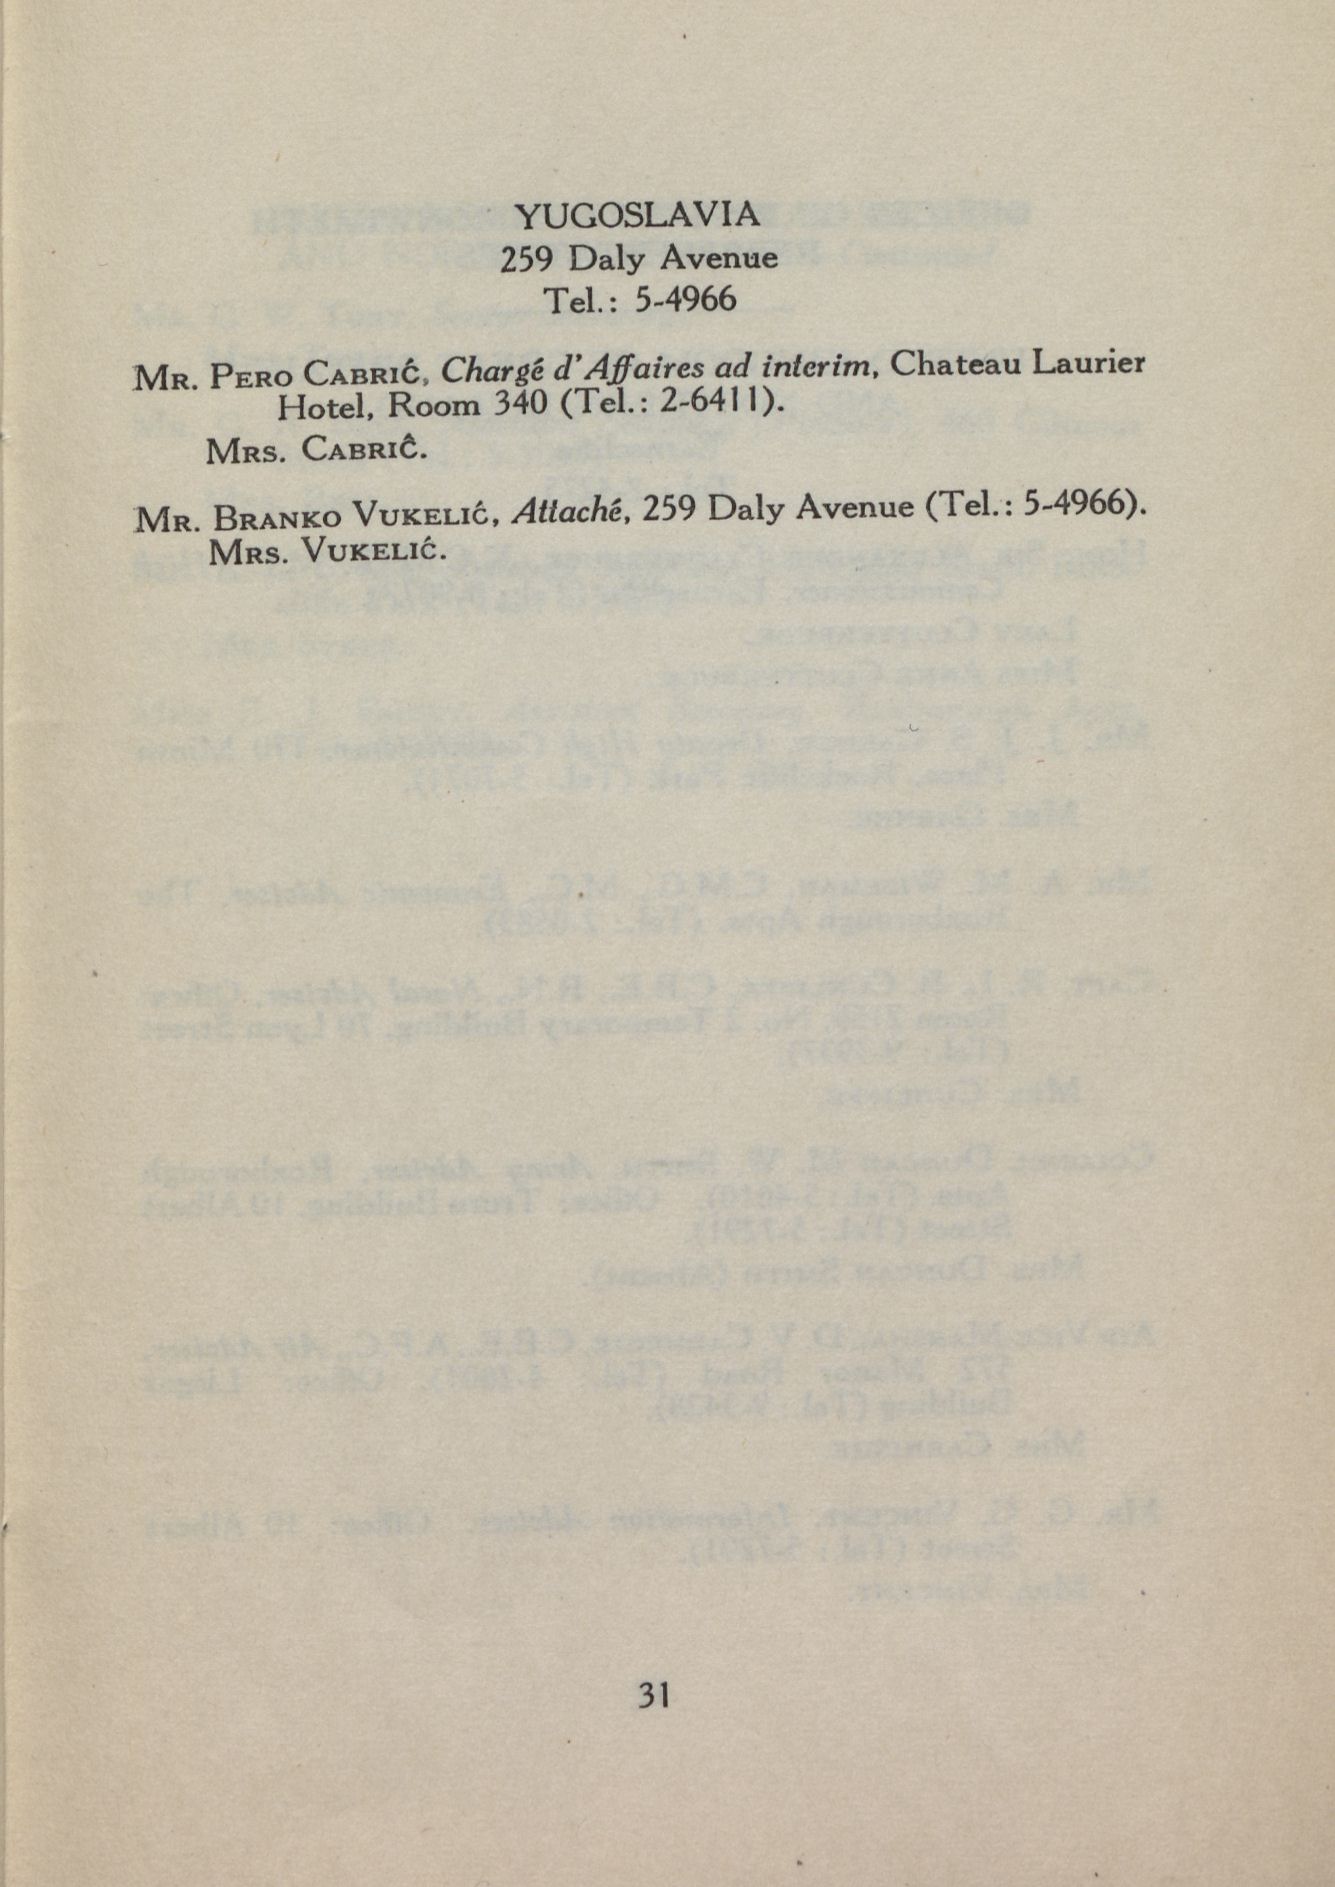 YUGOSLAVIA
259 Daly Avenue
Tel.: 5-4966
MR. PERO CABRIĆ, Chargé d'Affaires ad interim, Chateau Laurier
Hotel, Room 340 (Tel.: 2-6411).
MRS. CABRIĆ.
MR. BRANKO VUKELIĆ, Attaché, 259 Daly Avenue (Tel.: 5-4966).
MRS. VUKELIĆ.
31